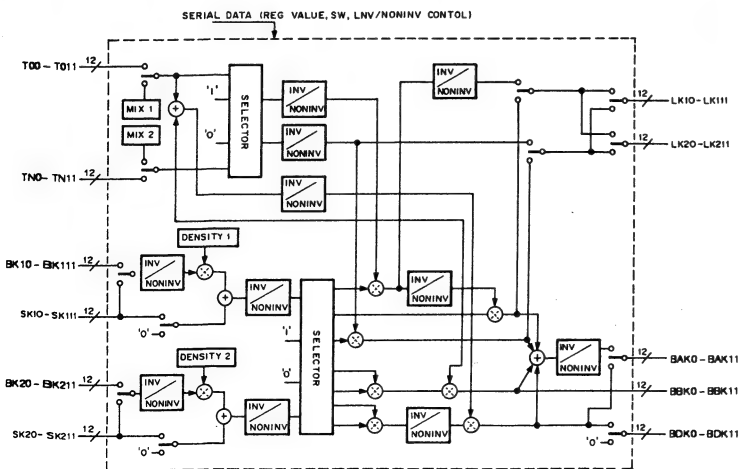 SERIAL DATA (REG VALUE, SW, LNV/NONINV CONTOL)
T00-T011 12
'1'
MIX 1
MIX 2
'0'
TN0-TN11 12
SELECTOR
INV/NONINV
INV/NONINV
INV/NONINV
INV/NONINV
12 LK10-LK111
12 LK20-LK211
DENSITY 1
BK10-BK111 12
INV/NONINV
INV/NONINV
SK10-SK111 12
'0'
SELECTOR
'1'
'0'
INV/NONINV
DENSITY 2
BK20-BK211 12
INV/NONINV
INV/NONINV
SK20-SK211 12
'0'
INV/NONINV
INV/NONINV
12 BAK0-BAK11
12 BBK0-BBK11
12 BDK0-BDK11
'0'